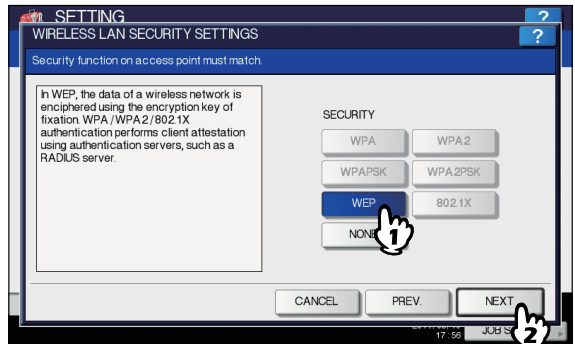 SETTING
?
WIRELESS LAN SECURITY SETTINGS
?
Security function on access point must match.
In WEP, the data of a wireless network is
enciphered using the encryption key of
fixation. WPA/WPA2/802.1X
authentication performs client attestation
using authentication servers, such as a
RADIUS server.
SECURITY
WPA
WPA2
WPAPSK
WPA2PSK
WEP
802.1X
NONE
1
CANCEL
PREV.
NEXT
17:56
JOB S
2